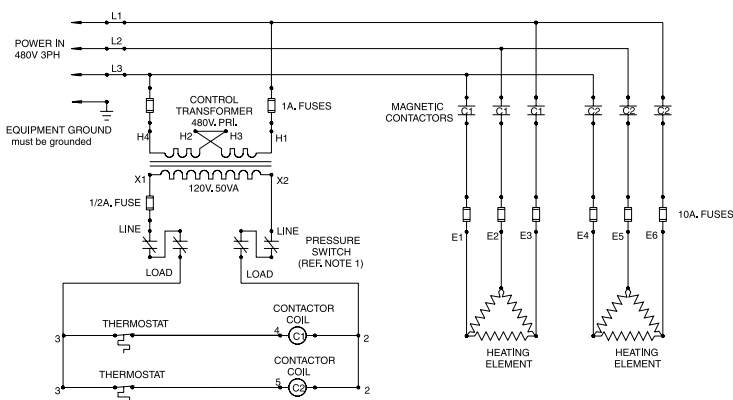 L1
POWER IN
480V 3PH
L2
L3
EQUIPMENT GROUND
must be grounded
CONTROL
TRANSFORMER
480V. PRI.
1A. FUSES
H4
H2
H3
H1
X1
X2
120V. 50VA
1/2A. FUSE
LINE
LINE
LOAD
LOAD
PRESSURE
SWITCH
(REF. NOTE 1)
MAGNETIC
CONTACTORS
C1
C1
C1
C2
C2
C2
10A. FUSES
E1
E2
E3
E4
E5
E6
HEATING
ELEMENT
HEATING
ELEMENT
THERMOSTAT
CONTACTOR
COIL
3
4
C1
2
THERMOSTAT
CONTACTOR
COIL
3
5
C2
2